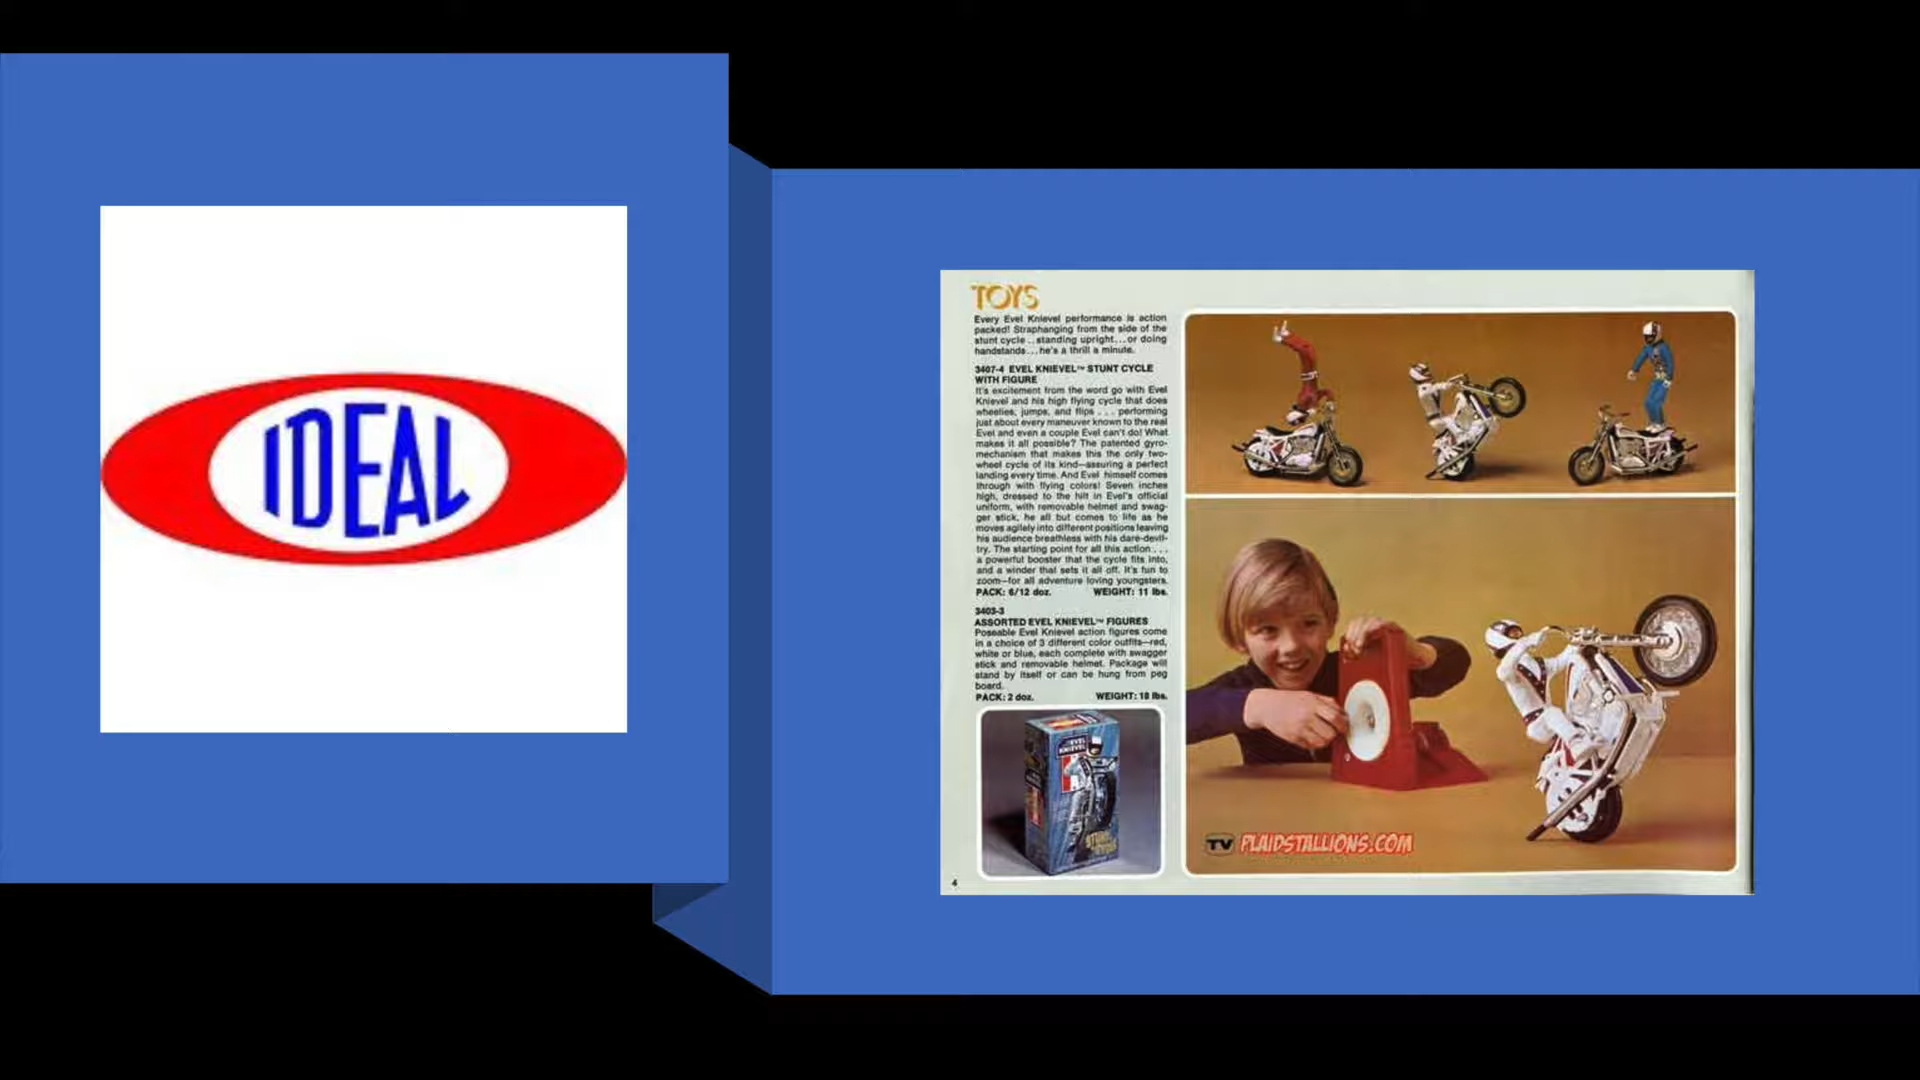 IDEAL
TOYS
Every Evel Knievel performance is action
packed! Straphanging from the side of the
stunt cycle...standing upright...or doing
handstands...he's a thrill a minute.
3407-4 EVEL KNIEVEL™ STUNT CYCLE
WITH FIGURE
It's excitement from the word go with Evel
Knievel and his high flying cycle that does
wheelies, jumps, and flips . . . performing
just about every maneuver known to the real
Evel and even a couple Evel can't do! What
makes it all possible? The patented gyro-
mechanism that makes this the only two-
wheel cycle of its kind—assuring a perfect
landing every time. And Evel himself comes
through with flying colors! Seven inches
high, dressed to the hilt in Evel's official
uniform, with removable helmet and swag-
ger stick, he all but comes to life as he
moves agilely into different positions leaving
his audience breathless with his dare-devil-
try. The starting point for all this action . . .
a powerful booster that the cycle fits into,
and a winder that sets it all off. It's fun to
zoom—for all adventure loving youngsters.
PACK: 6/12 doz. WEIGHT: 11 lbs.
3403-3
ASSORTED EVEL KNIEVEL™ FIGURES
Poseable Evel Knievel action figures come
in a choice of 3 different color outfits—red,
white or blue, each complete with swagger
stick and removable helmet. Package will
stand by itself or can be hung from peg
board.
PACK: 2 doz. WEIGHT: 18 lbs.
EVEL
KNIEVEL
STUNT
TV PLAIDSTALLIONS.COM
4